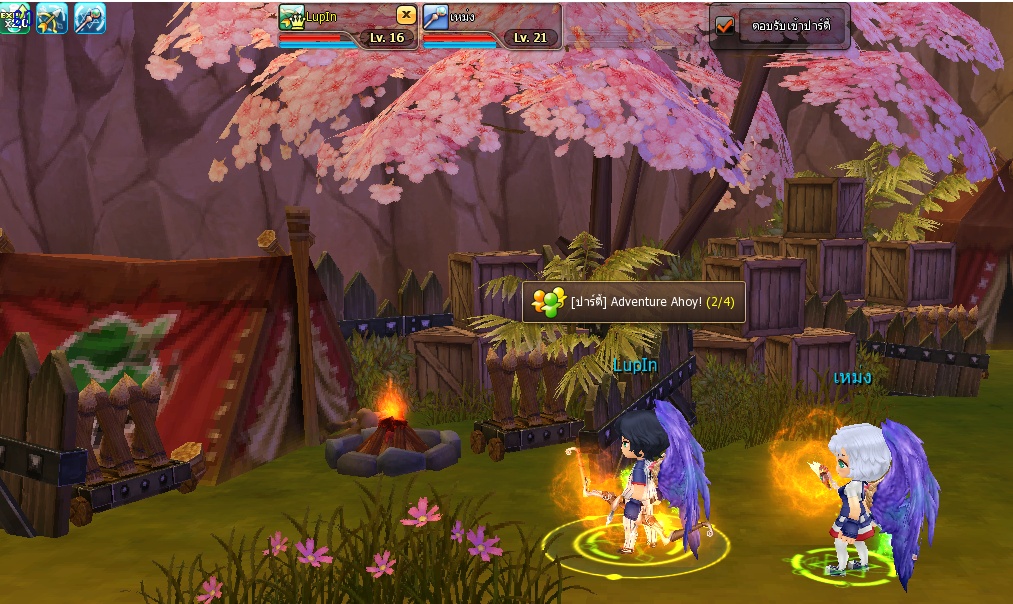 LupIn
Lv. 16
เหม่ง
Lv. 21
ตอบรับเข้าปาร์ตี้
[ปาร์ตี้] Adventure Ahoy! (2/4)
LupIn
เหม่ง